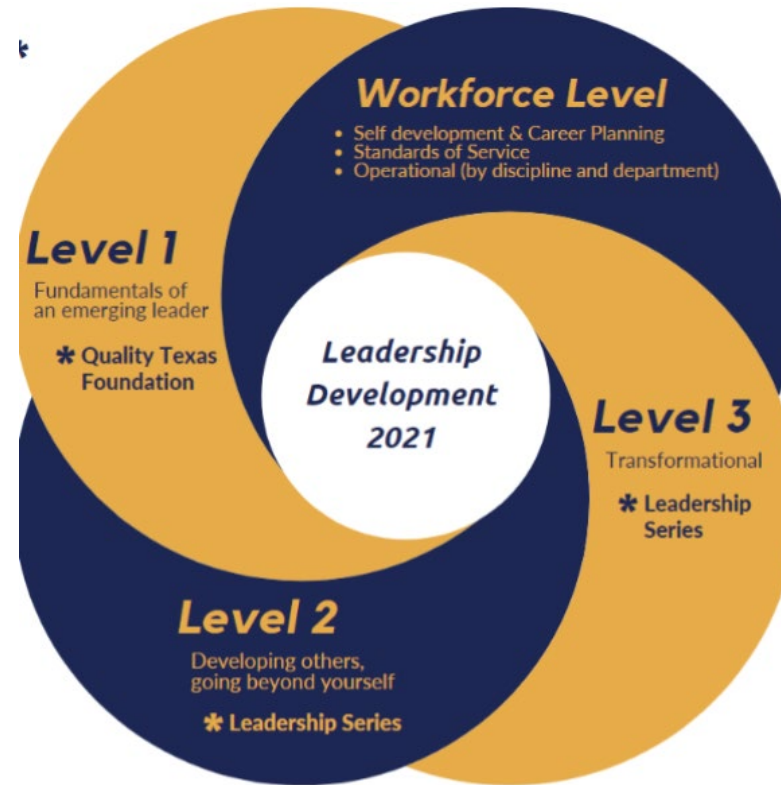 *
Workforce Level
• Self development & Career Planning
• Standards of Service
• Operational (by discipline and department)
Level 1
Fundamentals of
an emerging leader
* Quality Texas
Foundation
Leadership
Development
2021
Level 3
Transformational
* Leadership
Series
Level 2
Developing others,
going beyond yourself
* Leadership Series